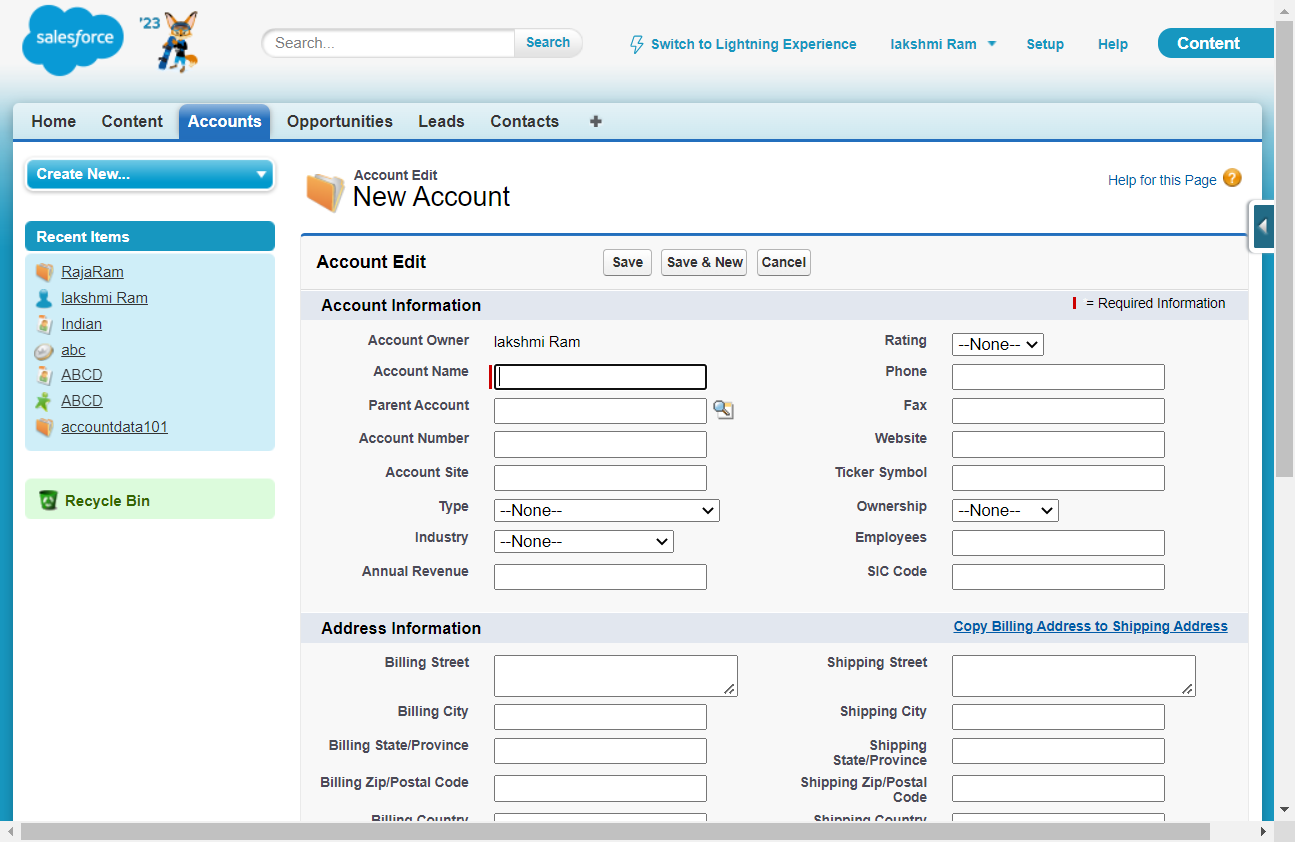 salesforce
'23
Search...
Search
Switch to Lightning Experience
lakshmi Ram
Setup
Help
Content
Home
Content
Accounts
Opportunities
Leads
Contacts
+
Create New...
Account Edit
New Account
Help for this Page
?
Recent Items
RajaRam
lakshmi Ram
Indian
abc
ABCD
ABCD
accountdata101
Recycle Bin
Account Edit
Save
Save & New
Cancel
Account Information
= Required Information
Account Owner
lakshmi Ram
Rating
--None--
Account Name
Phone
Parent Account
Fax
Account Number
Website
Account Site
Ticker Symbol
Type
--None--
Ownership
--None--
Industry
--None--
Employees
Annual Revenue
SIC Code
Address Information
Copy Billing Address to Shipping Address
Billing Street
Shipping Street
Billing City
Shipping City
Billing State/Province
Shipping
State/Province
Billing Zip/Postal Code
Shipping Zip/Postal
Code
Billing Country
Shipping Country